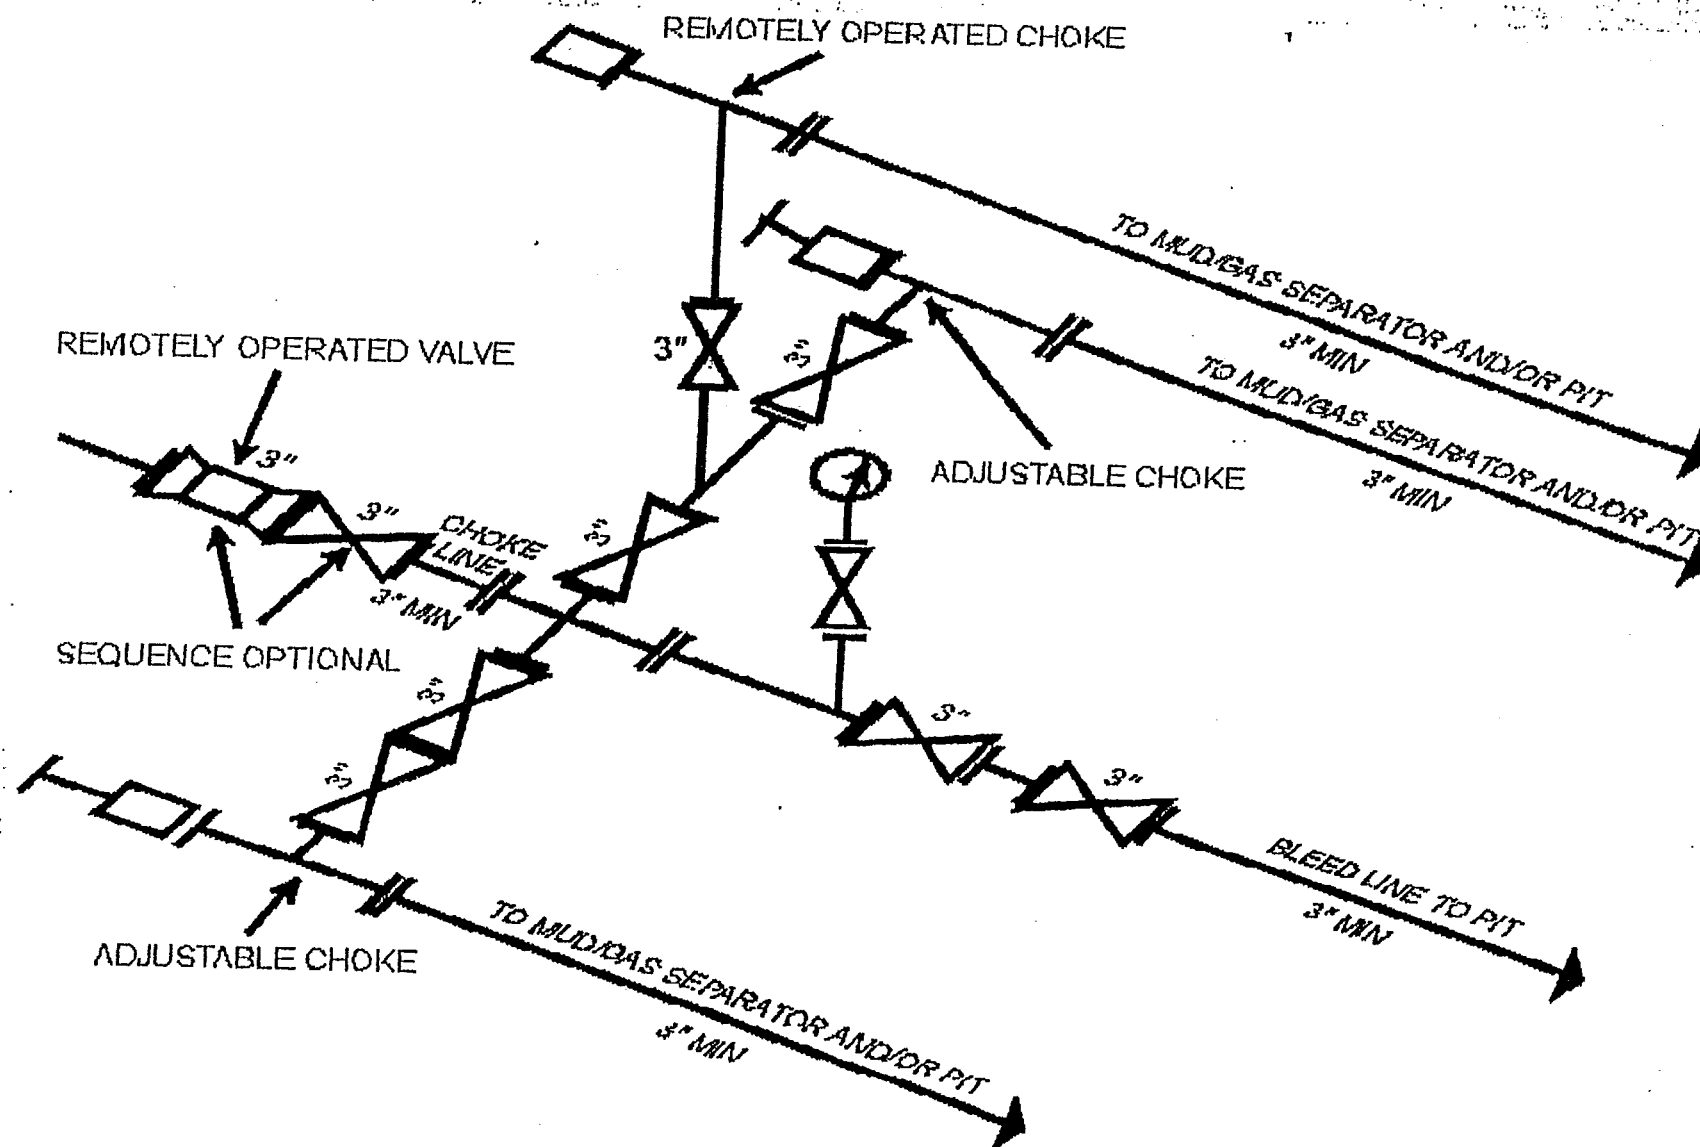 REMOTELY OPERATED CHOKE
TO MUD/GAS SEPARATOR AND/OR PIT
3" MIN
TO MUD/GAS SEPARATOR AND/OR PIT
3" MIN
3"
3"
REMOTELY OPERATED VALVE
3"
ADJUSTABLE CHOKE
3"
CHOKE
LINE
3" MIN
3"
SEQUENCE OPTIONAL
3"
3"
3"
3"
BLEED LINE TO PIT
3" MIN
ADJUSTABLE CHOKE
TO MUD/GAS SEPARATOR AND/OR PIT
3" MIN